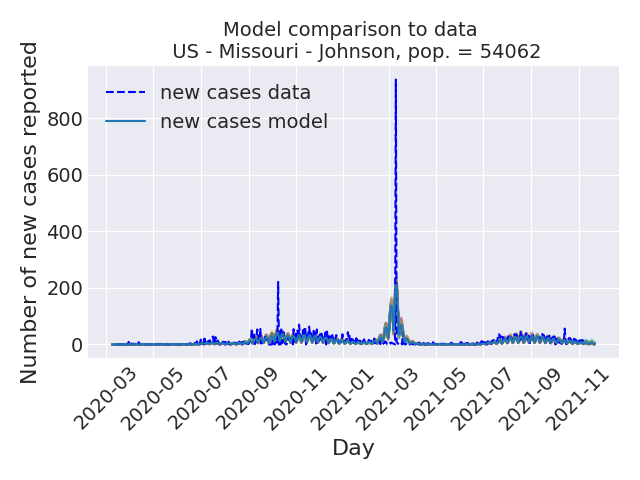 Model comparison to data
US - Missouri - Johnson, pop. = 54062
Number of new cases reported
800
600
400
200
0
new cases data
new cases model
2020-03
2020-05
2020-07
2020-09
2020-11
2021-01
2021-03
2021-05
2021-07
2021-09
2021-11
Day